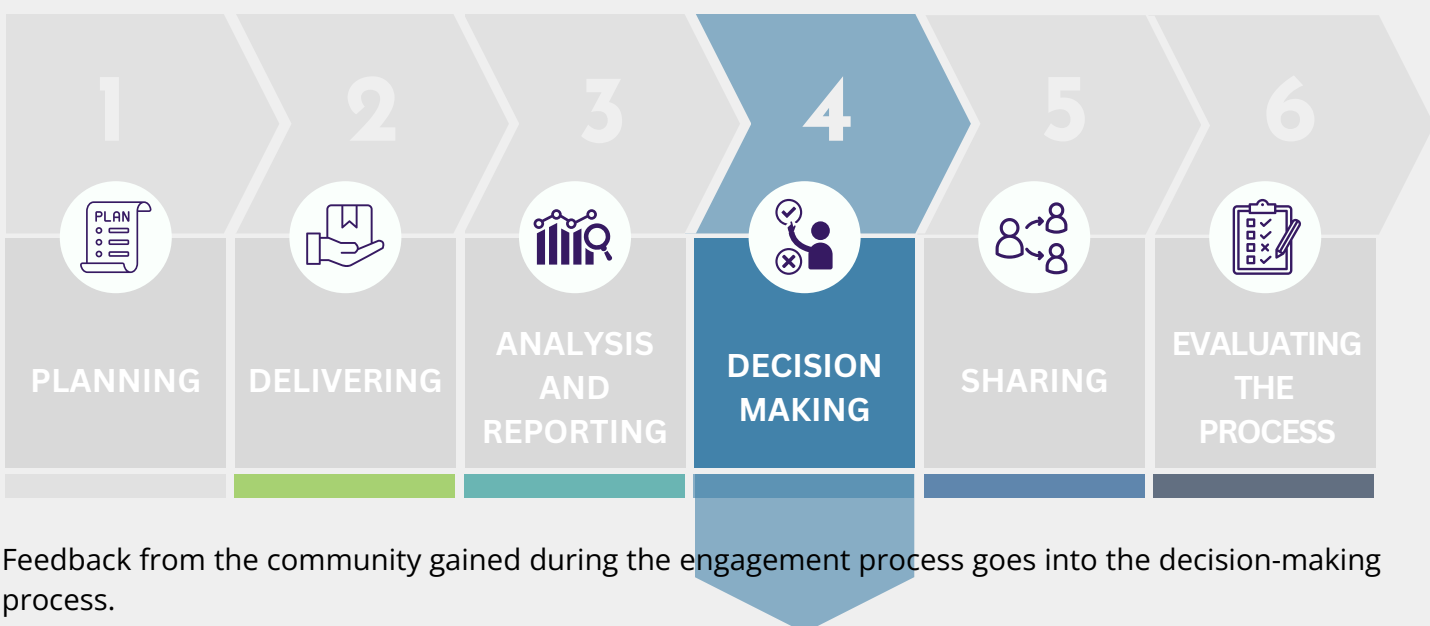 1
2
3
4
5
6
PLAN
PLANNING
DELIVERING
ANALYSIS
AND
REPORTING
DECISION
MAKING
SHARING
EVALUATING
THE
PROCESS
Feedback from the community gained during the engagement process goes into the decision-making
process.